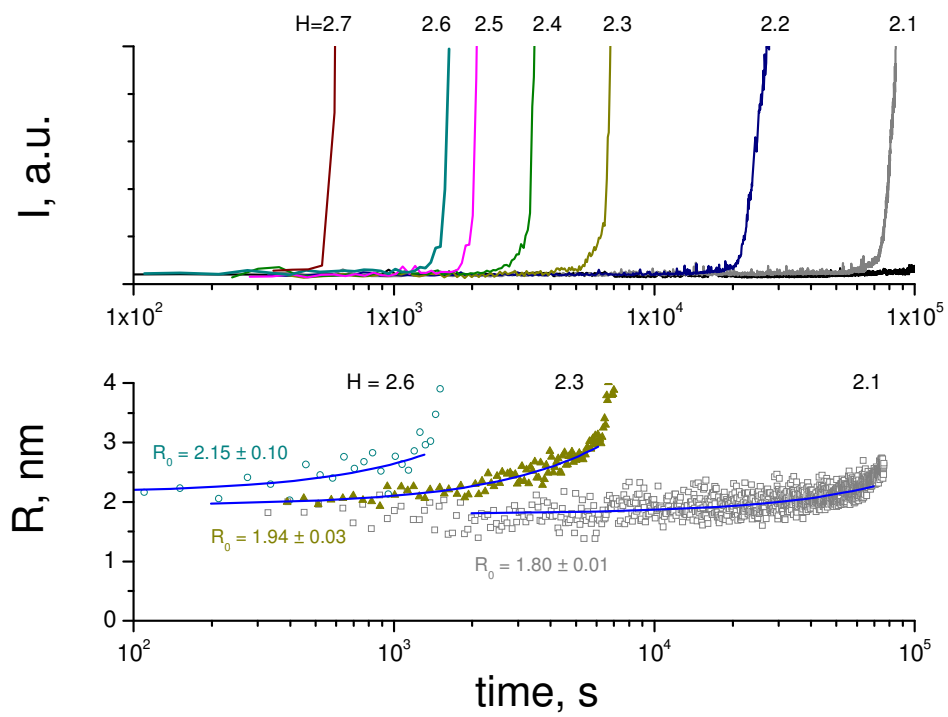 H=2.7 2.6 2.5 2.4 2.3 2.2 2.1
I, a.u.
1x10² 1x10³ 1x10⁴ 1x10⁵
H = 2.6 2.3 2.1
4
3
2
1
0
R, nm
R₀ = 2.15 ± 0.10
R₀ = 1.94 ± 0.03
R₀ = 1.80 ± 0.01
10² 10³ 10⁴ 10⁵
time, s